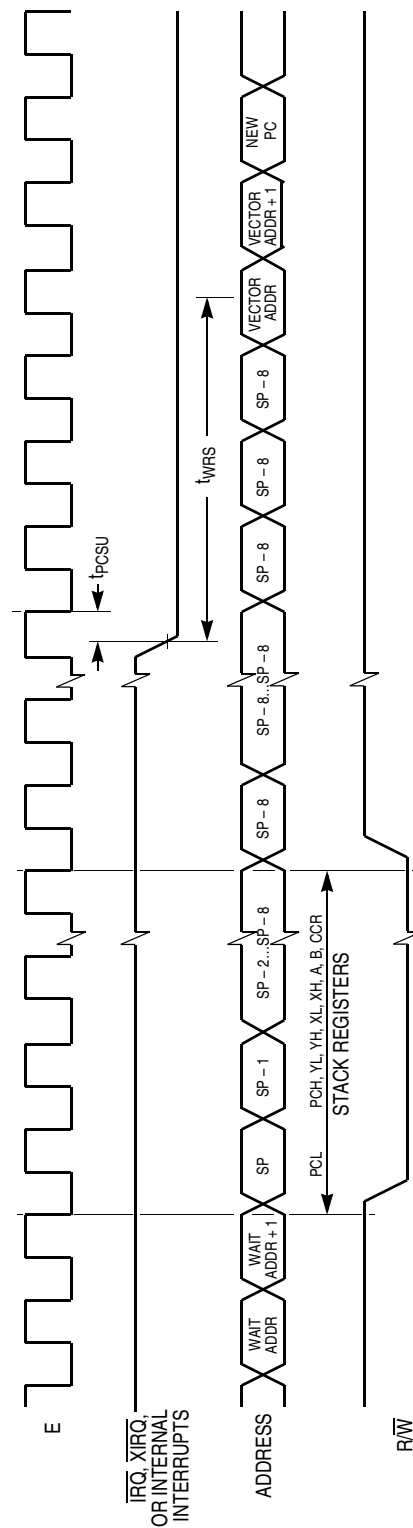 E
t PCSU
IRQ, XIRQ,
OR INTERNAL
INTERRUPTS
t WRS
ADDRESS
WAIT
ADDR
WAIT
ADDR + 1
SP
SP – 1
SP – 2...SP – 8
SP – 8
SP – 8...SP – 8
SP – 8
SP – 8
SP – 8
VECTOR
ADDR
VECTOR
ADDR + 1
NEW
PC
PCL
PCH, YL, YH, XL, XH, A, B, CCR
STACK REGISTERS
R/W